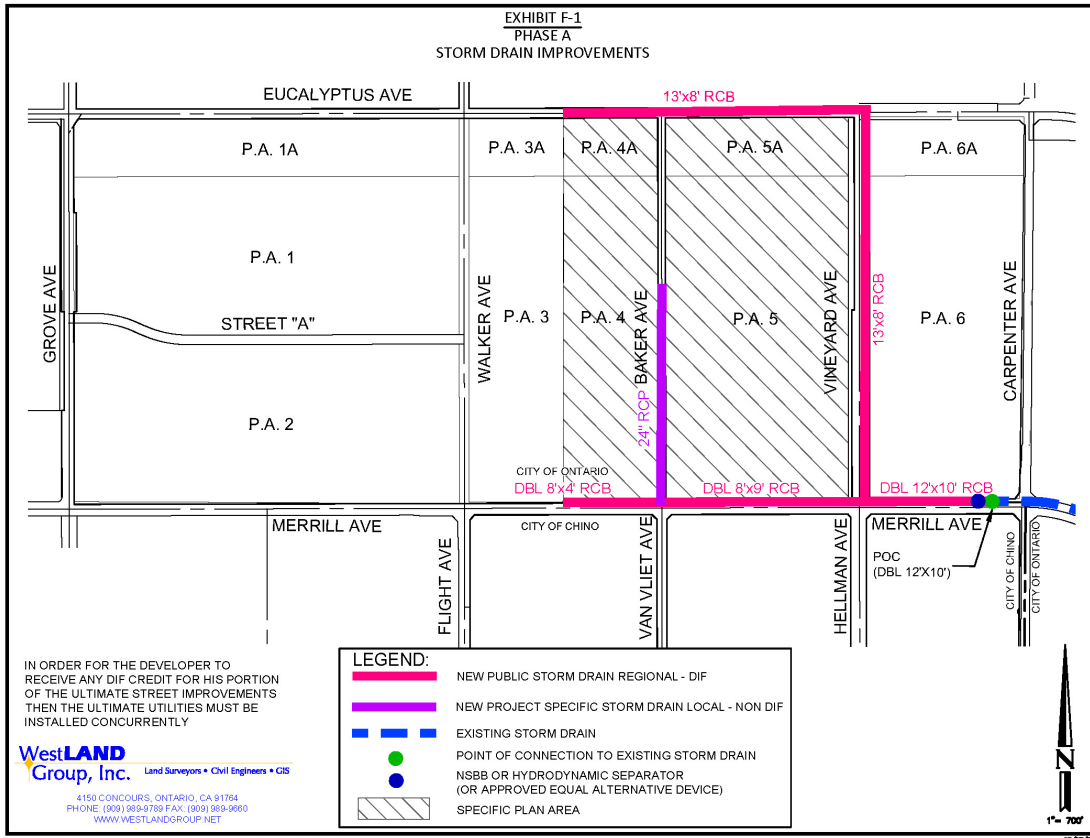 EXHIBIT F-1
PHASE A
STORM DRAIN IMPROVEMENTS
EUCALYPTUS AVE
13'x8' RCB
P.A. 1A
P.A. 3A
P.A. 4A
P.A. 5A
P.A. 6A
GROVE AVE
P.A. 1
STREET "A"
P.A. 2
WALKER AVE
P.A. 3
P.A. 4
BAKER AVE
24" RCP
P.A. 5
VINEYARD AVE
13'x8' RCB
P.A. 6
CARPENTER AVE
CITY OF ONTARIO
DBL 8'x4' RCB
DBL 8'x9' RCB
DBL 12'x10' RCB
MERRILL AVE
CITY OF CHINO
MERRILL AVE
FLIGHT AVE
VAN VLIET AVE
HELLMAN AVE
POC
(DBL 12'X10')
CITY OF CHINO
CITY OF ONTARIO
IN ORDER FOR THE DEVELOPER TO
RECEIVE ANY DIF CREDIT FOR HIS PORTION
OF THE ULTIMATE STREET IMPROVEMENTS
THEN THE ULTIMATE UTILITIES MUST BE
INSTALLED CONCURRENTLY
WestLAND
Group, Inc.
Land Surveyors • Civil Engineers • GIS
4150 CONCOURS, ONTARIO, CA 91764
PHONE: (909) 989-9789 FAX: (909) 989-9660
WWW.WESTLANDGROUP.NET
LEGEND:
NEW PUBLIC STORM DRAIN REGIONAL - DIF
NEW PROJECT SPECIFIC STORM DRAIN LOCAL - NON DIF
EXISTING STORM DRAIN
POINT OF CONNECTION TO EXISTING STORM DRAIN
NSBB OR HYDRODYNAMIC SEPARATOR
(OR APPROVED EQUAL ALTERNATIVE DEVICE)
SPECIFIC PLAN AREA
N
1"= 700'